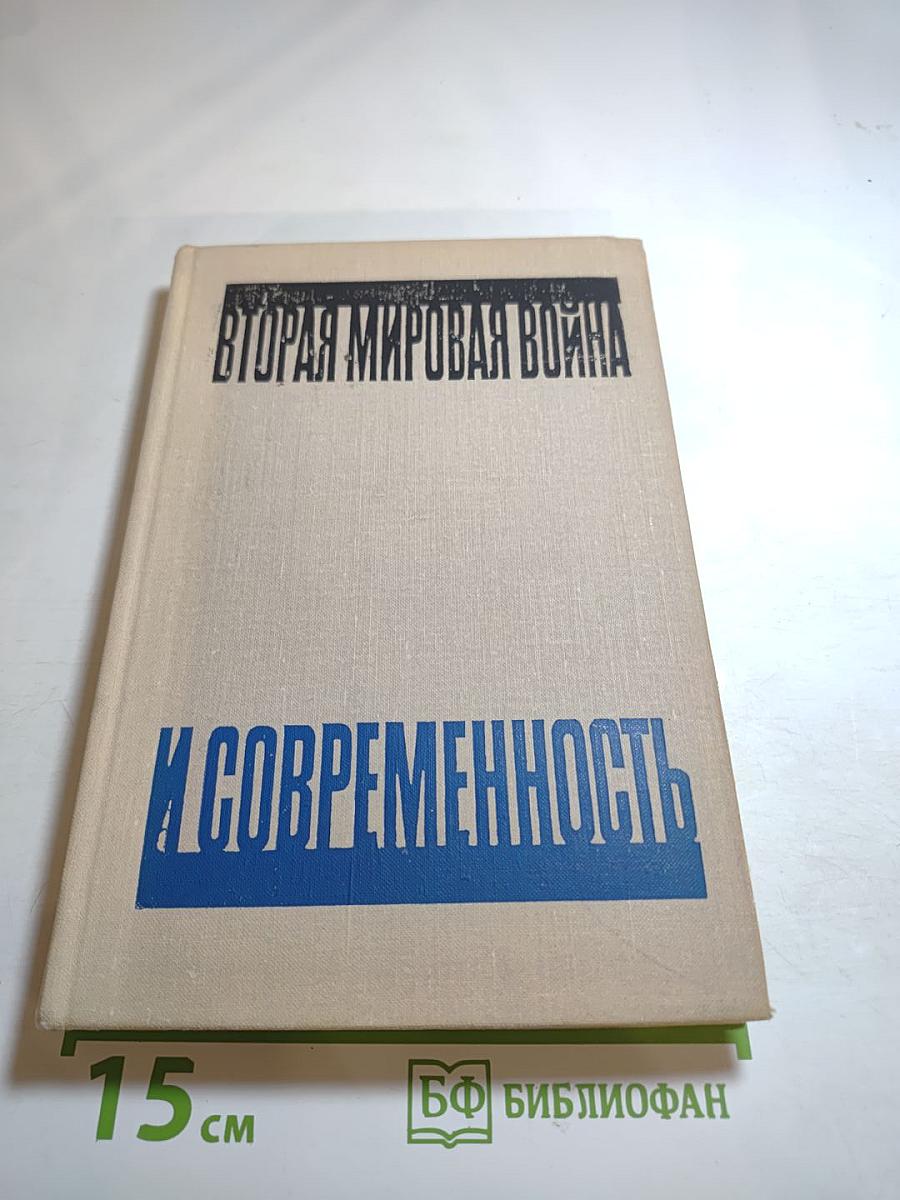 ВТОРАЯ МИРОВАЯ ВОЙНА
И СОВРЕМЕННОСТЬ
15 см
БФ БИБЛИОФАН